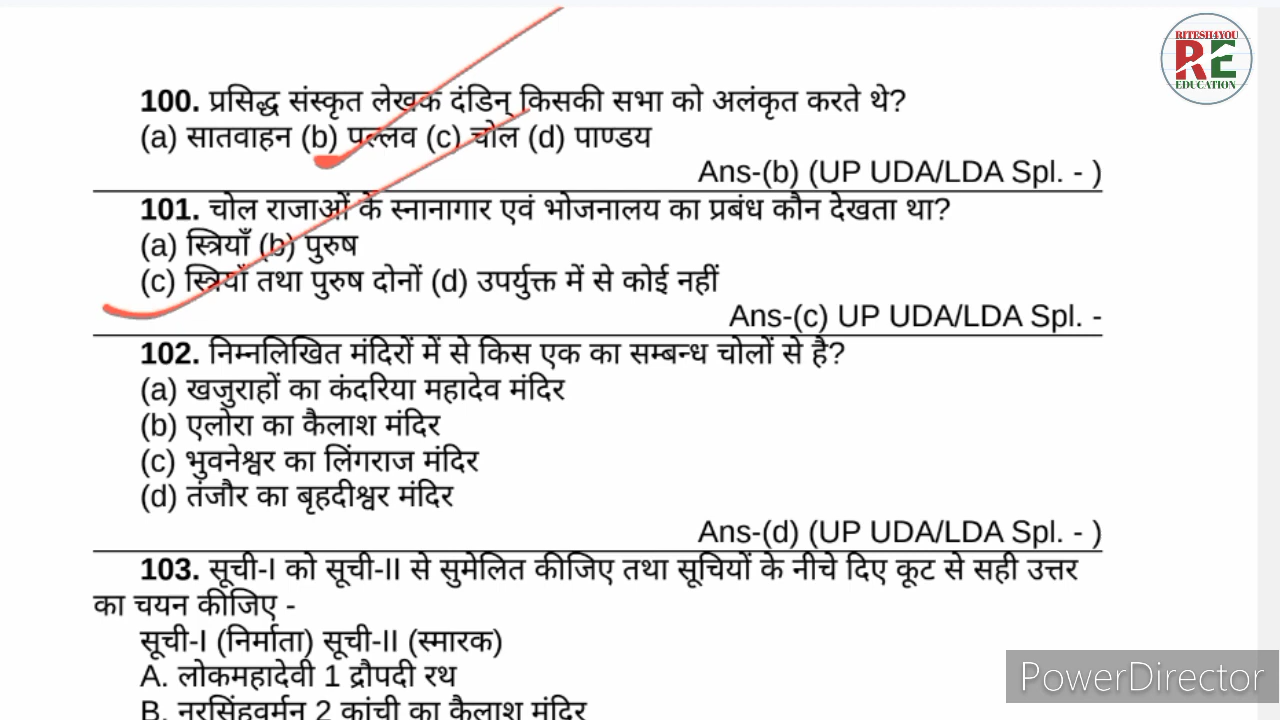 RITESH4YOU
RE
EDUCATION
100. प्रसिद्ध संस्कृत लेखक दंडिन् किसकी सभा को अलंकृत करते थे?
(a) सातवाहन (b) पल्लव (c) चोल (d) पाण्डय
Ans-(b) (UP UDA/LDA Spl. - )
101. चोल राजाओं के स्नानागार एवं भोजनालय का प्रबंध कौन देखता था?
(a) स्त्रियाँ (b) पुरुष
(c) स्त्रियाँ तथा पुरुष दोनों (d) उपर्युक्त में से कोई नहीं
Ans-(c) UP UDA/LDA Spl. -
102. निम्नलिखित मंदिरों में से किस एक का सम्बन्ध चोलों से है?
(a) खजुराहों का कंदरिया महादेव मंदिर
(b) एलोरा का कैलाश मंदिर
(c) भुवनेश्वर का लिंगराज मंदिर
(d) तंजौर का बृहदीश्वर मंदिर
Ans-(d) (UP UDA/LDA Spl. - )
103. सूची-I को सूची-II से सुमेलित कीजिए तथा सूचियों के नीचे दिए कूट से सही उत्तर
का चयन कीजिए -
सूची-I (निर्माता) सूची-II (स्मारक)
A. लोकमहादेवी 1 द्रौपदी रथ
B. नरसिंहवर्मन 2 कांची का कैलाश मंदिर
PowerDirector